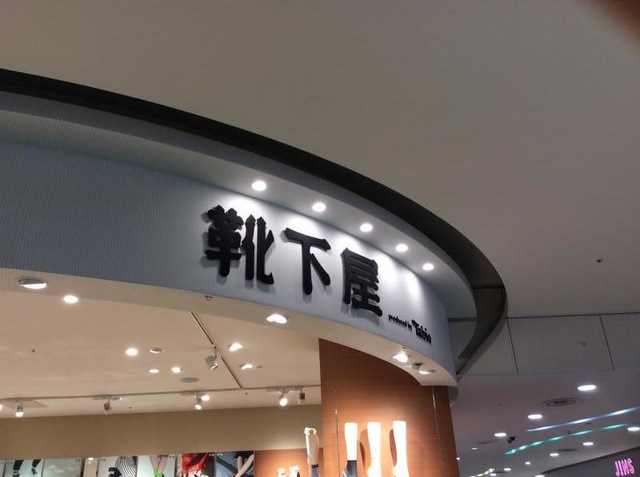 靴下屋
produced by Tabio
JINS